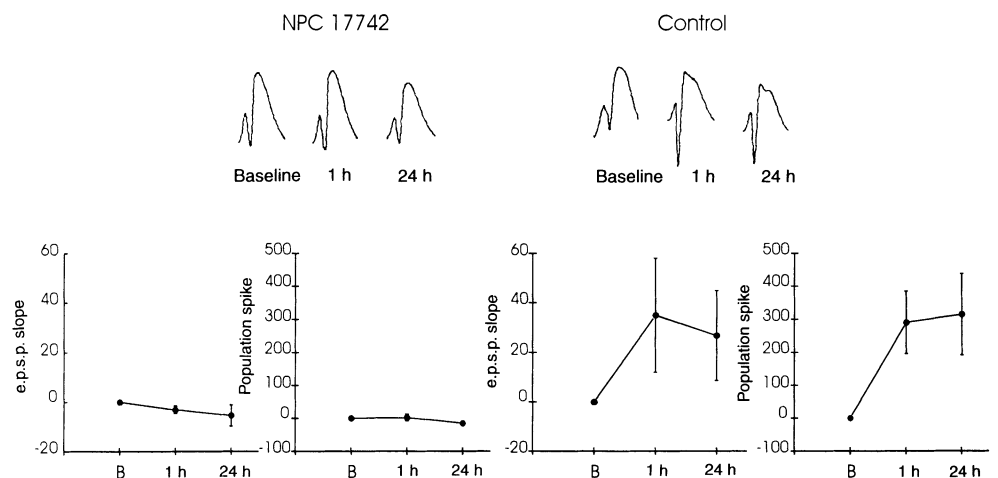 NPC 17742 Control
Baseline 1 h 24 h Baseline 1 h 24 h
e.p.s.p. slope
60
40
20
0
-20
B 1 h 24 h
Population spike
500
400
300
200
100
0
-100
B 1 h 24 h
e.p.s.p. slope
60
40
20
0
-20
B 1 h 24 h
Population spike
500
400
300
200
100
0
-100
B 1 h 24 h